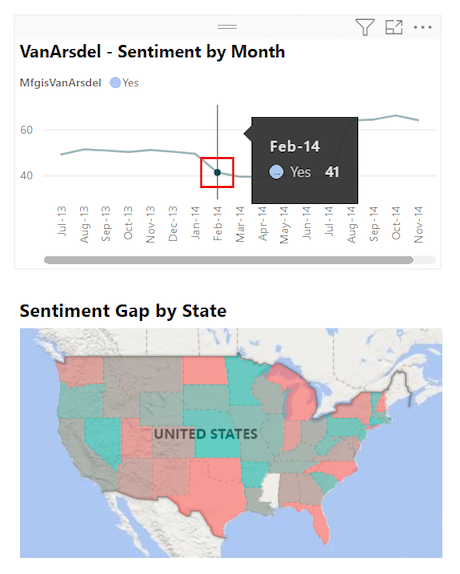 VanArsdel - Sentiment by Month
MfgisVanArsdel Yes
60
40
Feb-14
Yes 41
Jul-13
Aug-13
Sep-13
Oct-13
Nov-13
Dec-13
Jan-14
Feb-14
Mar-14
Apr-14
May-14
Jun-14
Jul-14
Aug-14
Sep-14
Oct-14
Nov-14
Sentiment Gap by State
UNITED STATES